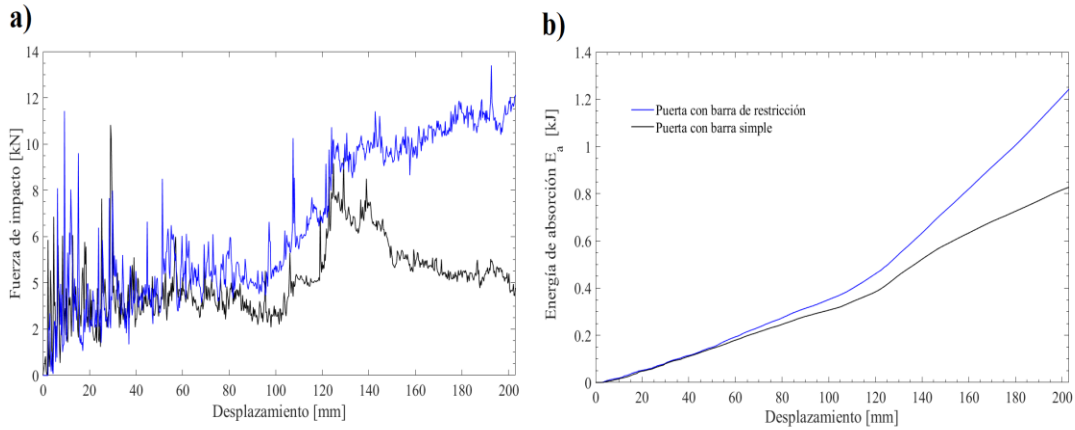 a)
14
12
10
8
6
5
2
0
Fuerza de impacto [kN]
0 20 40 60 80 100 120 140 160 180 200
Desplazamiento [mm]
b)
1.4
1.2
1
0.8
0.6
0.4
0.2
0
Energía de absorción E_a [kJ]
Puerta con barra de restricción
Puerta con barra simple
0 20 40 60 80 100 120 140 160 180 200
Desplazamiento [mm]